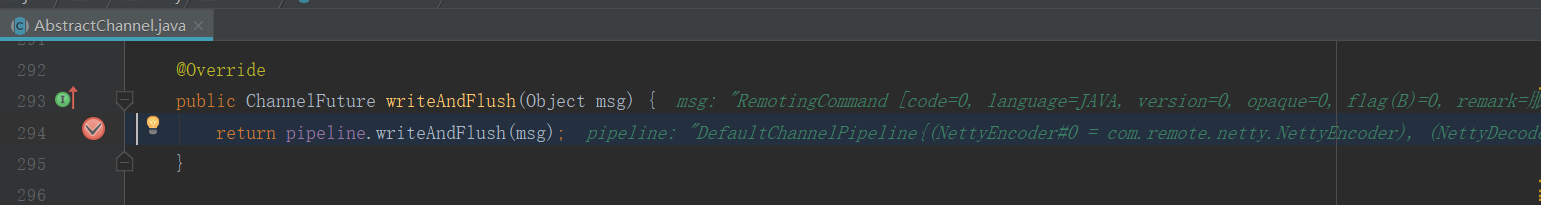 AbstractChannel.java
291
292 @Override
293 public ChannelFuture writeAndFlush(Object msg) { msg: "RemotingCommand [code=0, language=JAVA, version=0, opaque=0, flag(B)=0, remark=
294 return pipeline.writeAndFlush(msg); pipeline: "DefaultChannelPipeline{(NettyEncoder#0 = com.remote.netty.NettyEncoder), (NettyDecode
295 }
296